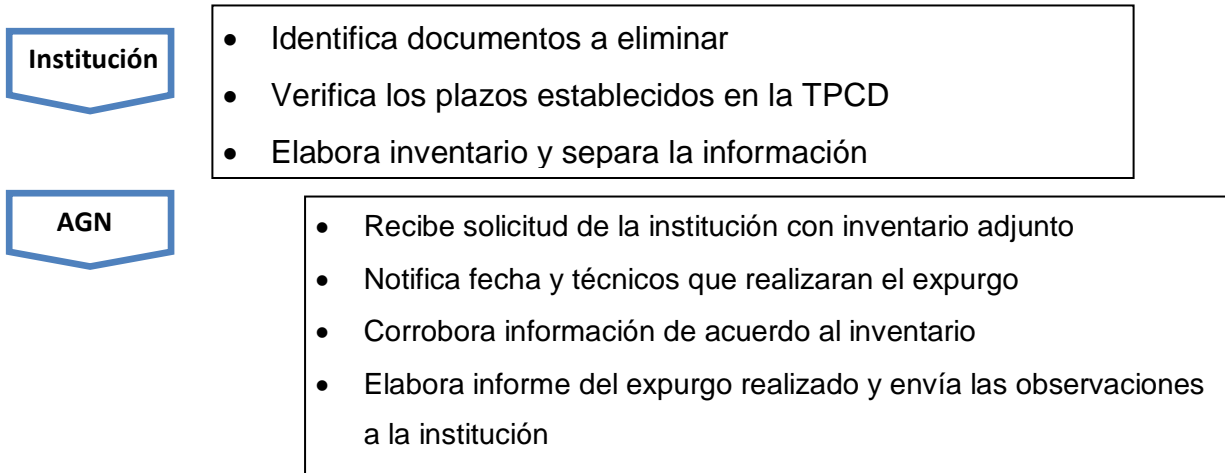 Institución
• Identifica documentos a eliminar
• Verifica los plazos establecidos en la TPCD
• Elabora inventario y separa la información
AGN
• Recibe solicitud de la institución con inventario adjunto
• Notifica fecha y técnicos que realizaran el expurgo
• Corrobora información de acuerdo al inventario
• Elabora informe del expurgo realizado y envía las observaciones
a la institución